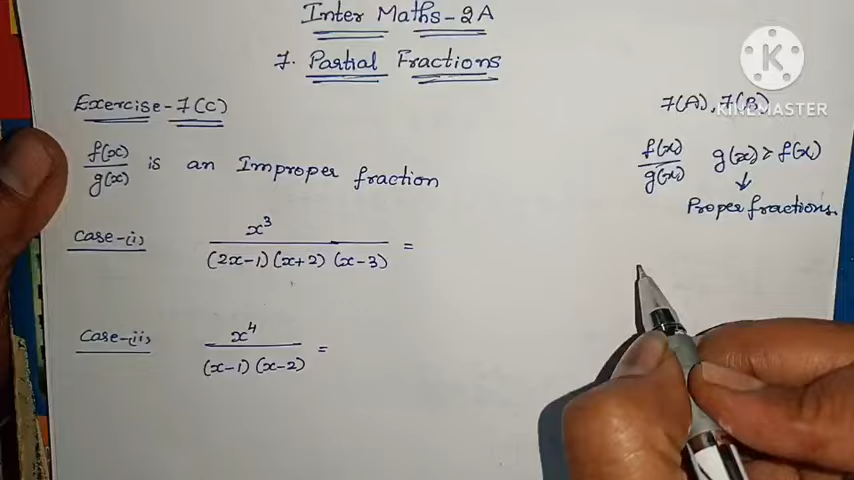 Inter Maths-2A
7. Partial Fractions
Exercise-7(C)
7(A), 7(B)
KINEMASTER
f(x)/g(x) is an Improper fraction
f(x)/g(x) g(x) > f(x)
↓
Proper fractions.
Case-(i) x³/(2x-1)(x+2)(x-3) =
Case-(ii) x⁴/(x-1)(x-2) =